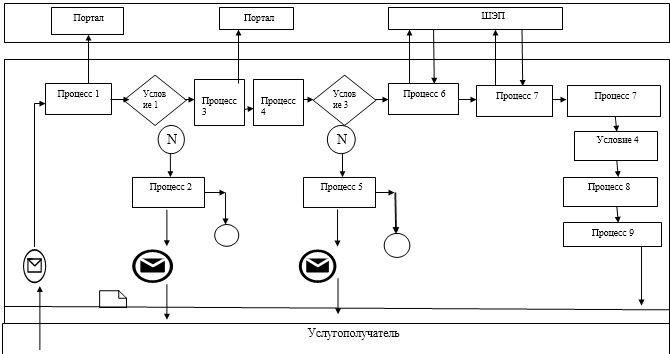 Портал
Портал
ШЭП
Процесс 1
Услов
ие 1
Процесс
3
Процесс
4
Услов
ие 3
Процесс 6
Процесс 7
Процесс 7
N
N
Условие 4
Процесс 2
Процесс 5
Процесс 8
Процесс 9
Услугополучатель